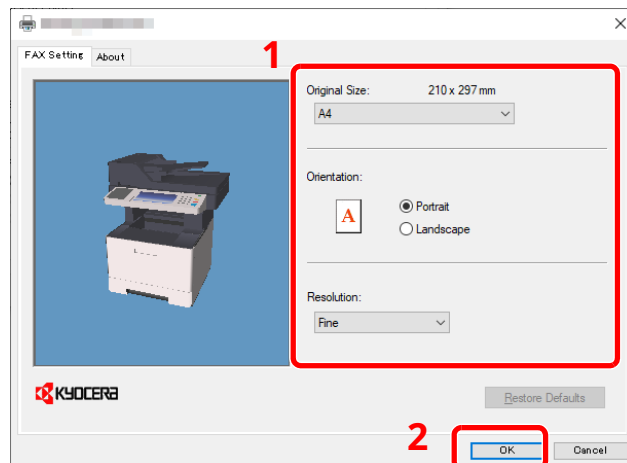 FAX Setting
About
1
Original Size: 210 x 297 mm
A4
Orientation:
A
Portrait
Landscape
Resolution:
Fine
KYOCERA
Restore Defaults
2
OK
Cancel